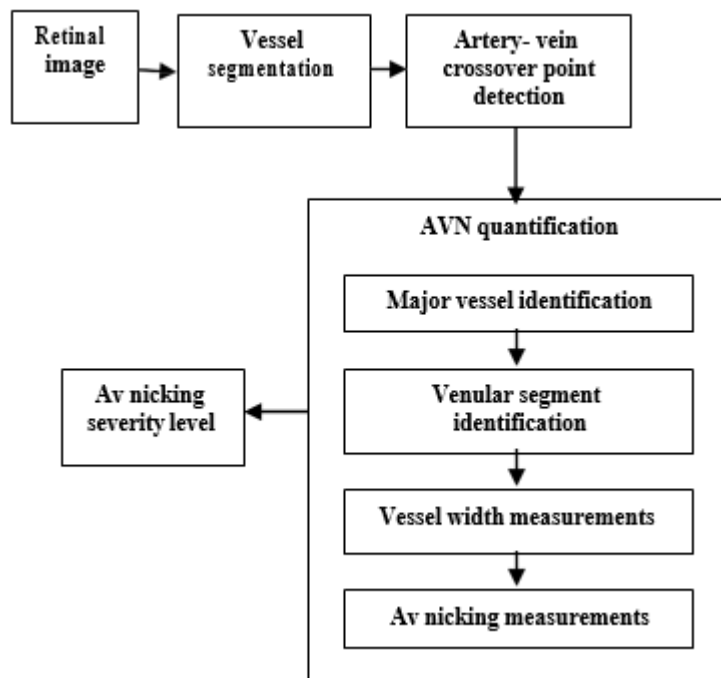 Retinal
image
Vessel
segmentation
Artery- vein
crossover point
detection
AVN quantification
Major vessel identification
Venular segment
identification
Vessel width measurements
Av nicking measurements
Av nicking
severity level